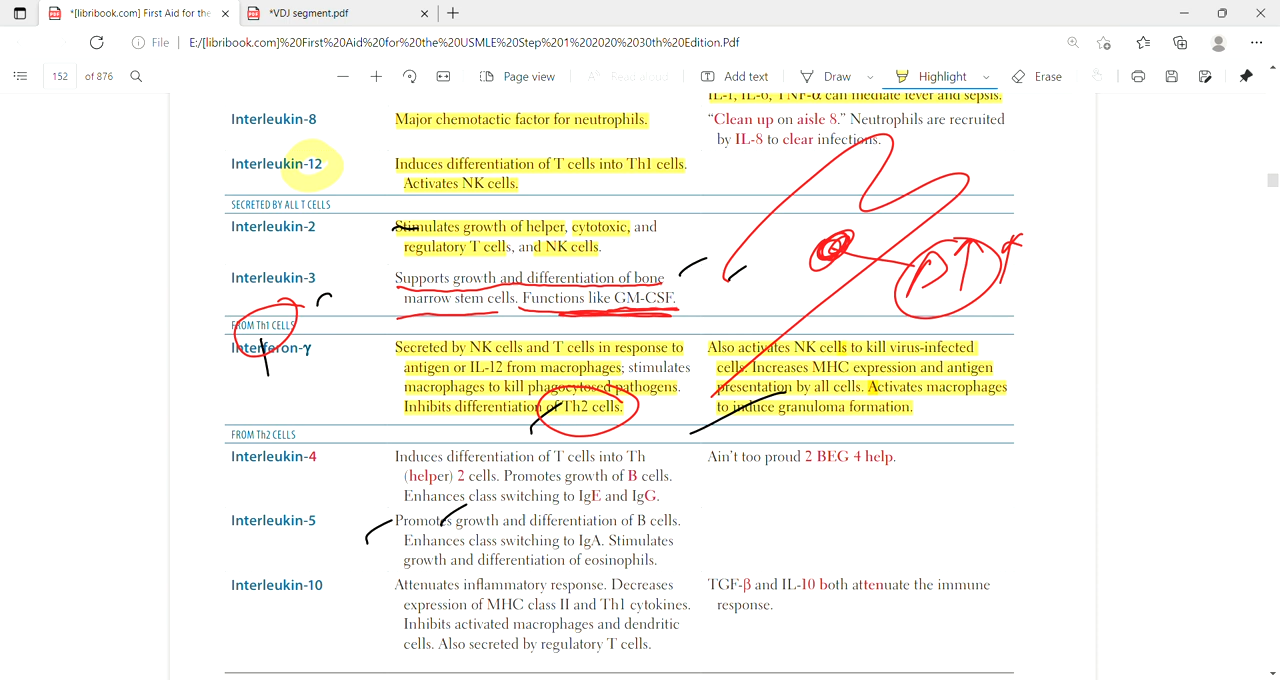 *[libribook.com] First Aid for the
*VDJ segment.pdf
File
E:/[libribook.com]%20First%20Aid%20for%20the%20USMLE%20Step%201%202020%2030th%20Edition.Pdf
152 of 876
Page view
Read aloud
Add text
Draw
Highlight
Erase
IL-1, IL-6, TNF-α can mediate fever and sepsis.
Interleukin-8 Major chemotactic factor for neutrophils. “Clean up on aisle 8.” Neutrophils are recruited
by IL-8 to clear infections.
Interleukin-12 Induces differentiation of T cells into Th1 cells.
Activates NK cells.
SECRETED BY ALL T CELLS
Interleukin-2 Stimulates growth of helper, cytotoxic, and
regulatory T cells, and NK cells.
Interleukin-3 Supports growth and differentiation of bone
marrow stem cells. Functions like GM-CSF.
FROM Th1 CELLS
Interferon-γ Secreted by NK cells and T cells in response to Also activates NK cells to kill virus-infected
antigen or IL-12 from macrophages; stimulates cells. Increases MHC expression and antigen
macrophages to kill phagocytosed pathogens. presentation by all cells. Activates macrophages
Inhibits differentiation of Th2 cells. to induce granuloma formation.
FROM Th2 CELLS
Interleukin-4 Induces differentiation of T cells into Th Ain’t too proud 2 BEG 4 help.
(helper) 2 cells. Promotes growth of B cells.
Enhances class switching to IgE and IgG.
Interleukin-5 Promotes growth and differentiation of B cells.
Enhances class switching to IgA. Stimulates
growth and differentiation of eosinophils.
Interleukin-10 Attenuates inflammatory response. Decreases TGF-β and IL-10 both attenuate the immune
expression of MHC class II and Th1 cytokines. response.
Inhibits activated macrophages and dendritic
cells. Also secreted by regulatory T cells.